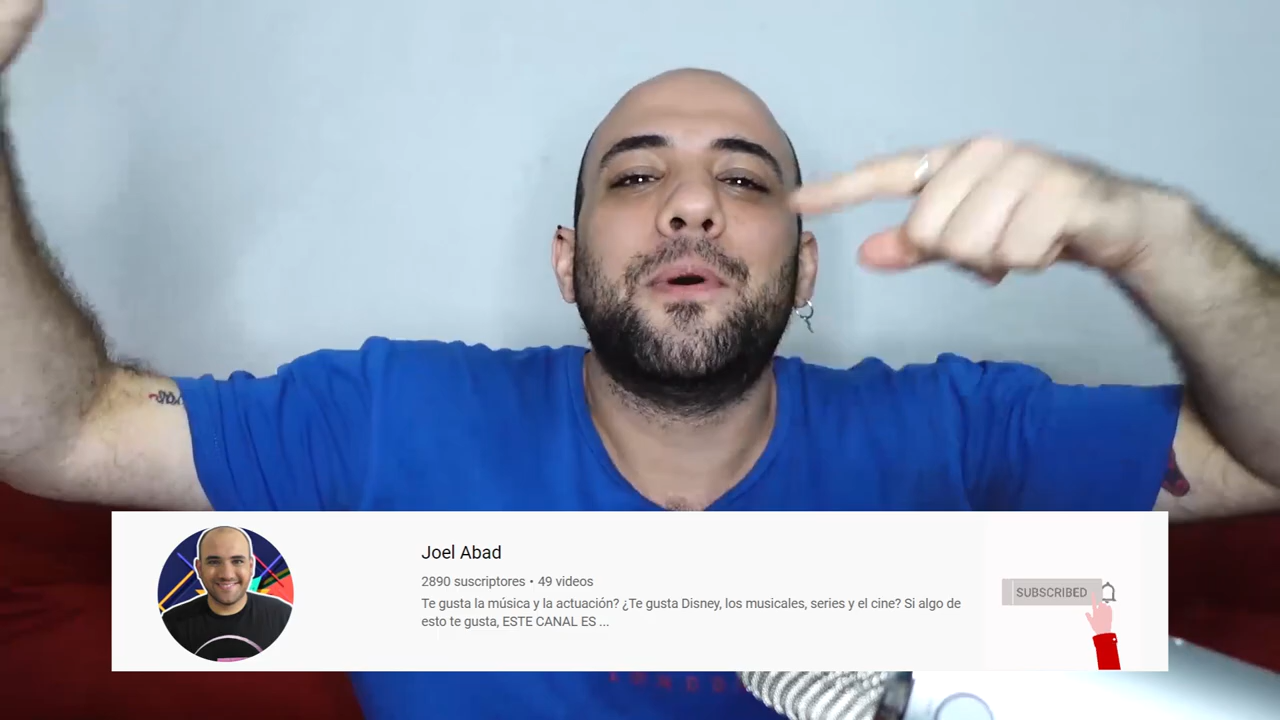 Joel Abad
2890 suscriptores • 49 videos
Te gusta la música y la actuación? ¿Te gusta Disney, los musicales, series y el cine? Si algo de
esto te gusta, ESTE CANAL ES ...
SUBSCRIBED